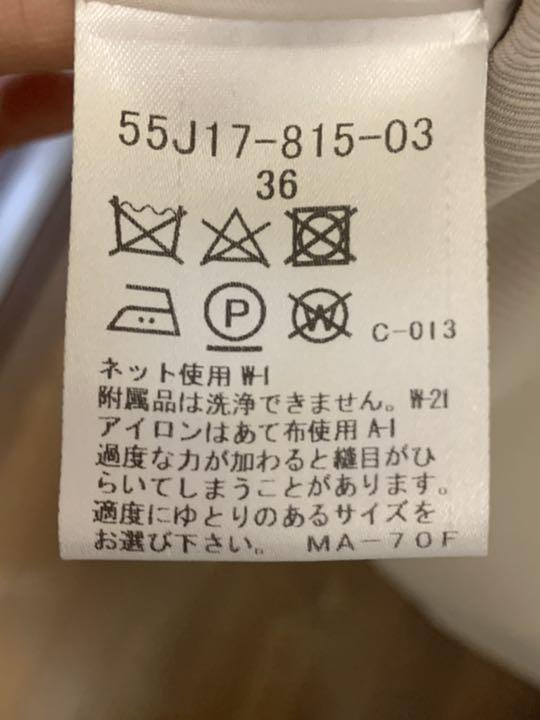 55J17-815-03
36
P
W
C-013
ネット使用 W-1
附属品は洗浄できません。W-21
アイロンはあて布使用 A-1
過度な力が加わると縫目がひ
らいてしまうことがあります。
適度にゆとりのあるサイズを
お選び下さい。 MA-70F